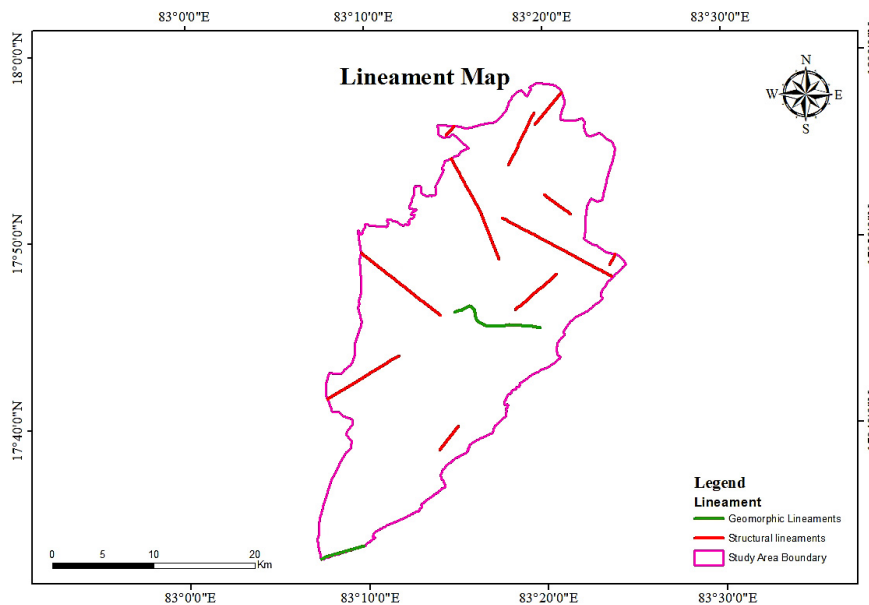 83°0'0"E 83°10'0"E 83°20'0"E 83°30'0"E
18°0'0"N
Lineament Map
N
W E
S
17°50'0"N
17°40'0"N
Legend
Lineament
Geomorphic Lineaments
Structural lineaments
Study Area Boundary
0 5 10 20
Km
83°0'0"E 83°10'0"E 83°20'0"E 83°30'0"E